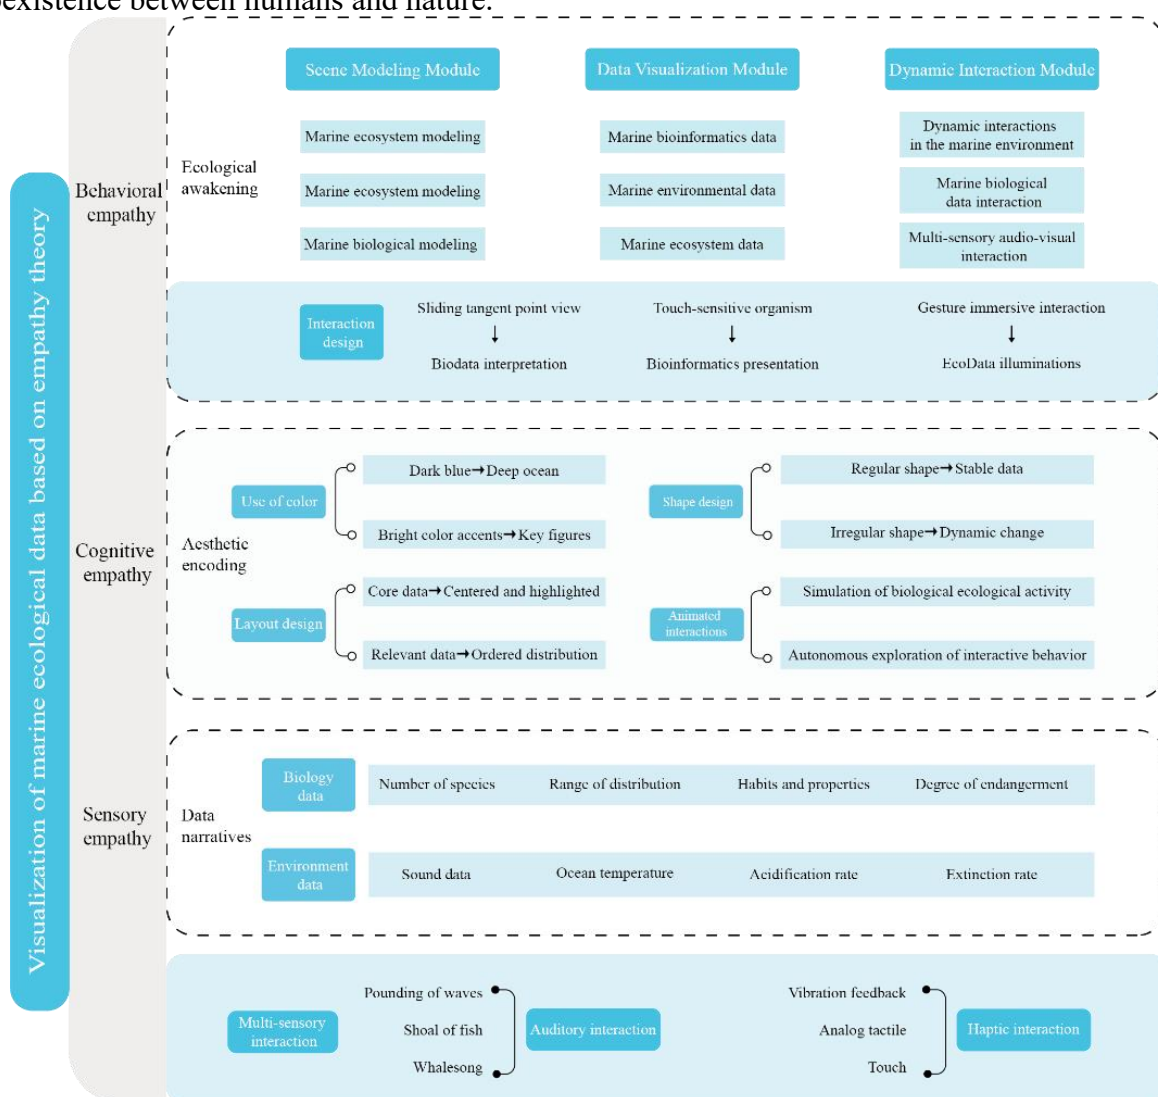 existence between humans and nature.
Visualization of marine ecological data based on empathy theory
Behavioral
empathy
Ecological
awakening
Scene Modeling Module
Data Visualization Module
Dynamic Interaction Module
Marine ecosystem modeling
Marine bioinformatics data
Dynamic interactions
in the marine environment
Marine ecosystem modeling
Marine environmental data
Marine biological
data interaction
Marine biological modeling
Marine ecosystem data
Multi-sensory audio-visual
interaction
Interaction
design
Sliding tangent point view
Touch-sensitive organism
Gesture immersive interaction
Biodata interpretation
Bioinformatics presentation
EcoData illuminations
Cognitive
empathy
Aesthetic
encoding
Use of color
Dark blue→Deep ocean
Bright color accents→Key figures
Shape design
Regular shape→Stable data
Irregular shape→Dynamic change
Layout design
Core data→Centered and highlighted
Relevant data→Ordered distribution
Animated
interactions
Simulation of biological ecological activity
Autonomous exploration of interactive behavior
Sensory
empathy
Data
narratives
Biology
data
Number of species
Range of distribution
Habits and properties
Degree of endangerment
Environment
data
Sound data
Ocean temperature
Acidification rate
Extinction rate
Multi-sensory
interaction
Pounding of waves
Shoal of fish
Whalesong
Auditory interaction
Vibration feedback
Analog tactile
Touch
Haptic interaction